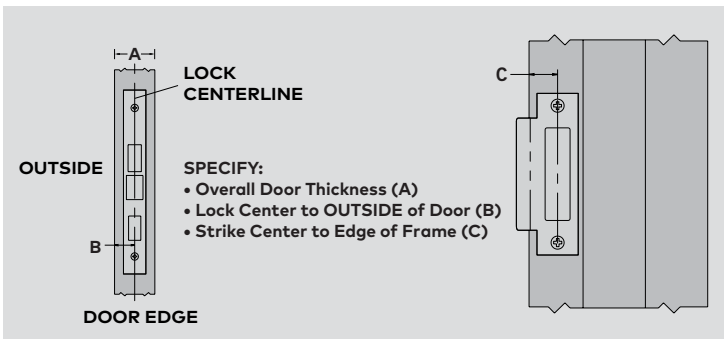 A
LOCK
CENTERLINE
OUTSIDE
SPECIFY:
• Overall Door Thickness (A)
• Lock Center to OUTSIDE of Door (B)
• Strike Center to Edge of Frame (C)
B
DOOR EDGE
C